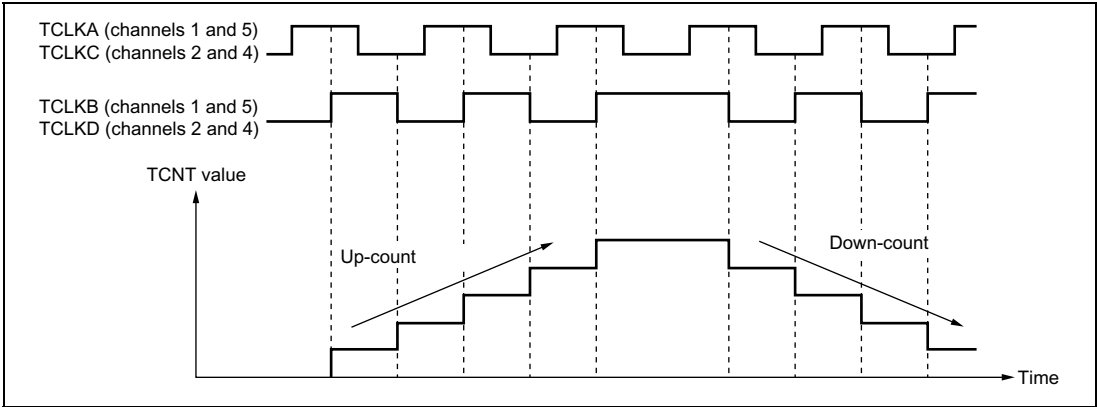 TCLKA (channels 1 and 5)
TCLKC (channels 2 and 4)
TCLKB (channels 1 and 5)
TCLKD (channels 2 and 4)
TCNT value
Up-count
Down-count
Time